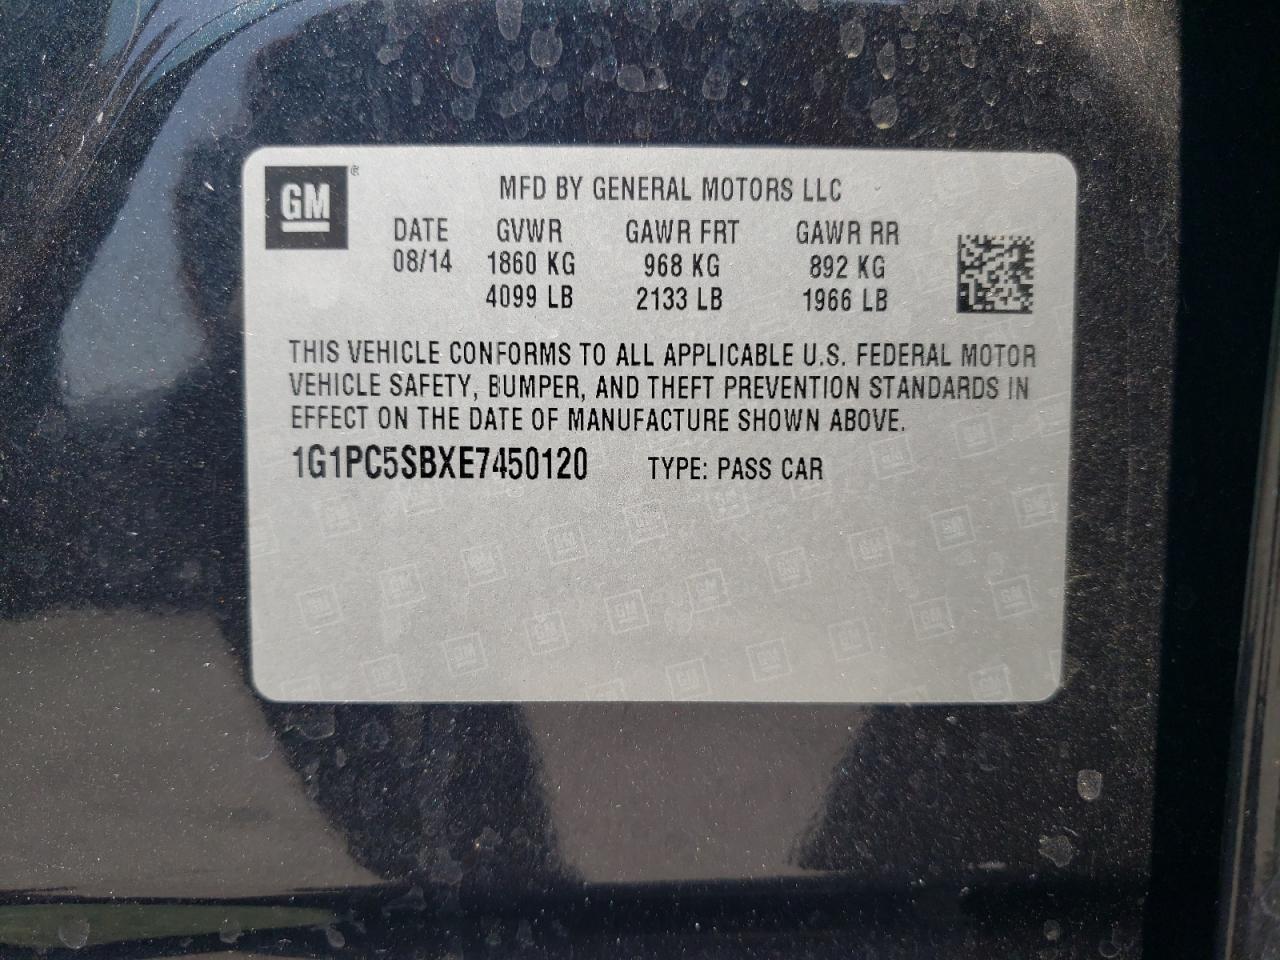 GM ®
MFD BY GENERAL MOTORS LLC
DATE GVWR GAWR FRT GAWR RR
08/14 1860 KG 968 KG 892 KG
4099 LB 2133 LB 1966 LB
THIS VEHICLE CONFORMS TO ALL APPLICABLE U.S. FEDERAL MOTOR
VEHICLE SAFETY, BUMPER, AND THEFT PREVENTION STANDARDS IN
EFFECT ON THE DATE OF MANUFACTURE SHOWN ABOVE.
1G1PC5SBXE7450120 TYPE: PASS CAR